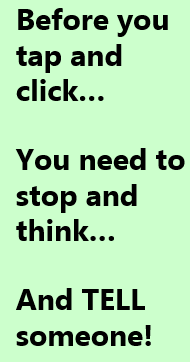 Before you
tap and
click...
You need to
stop and
think...
And TELL
someone!